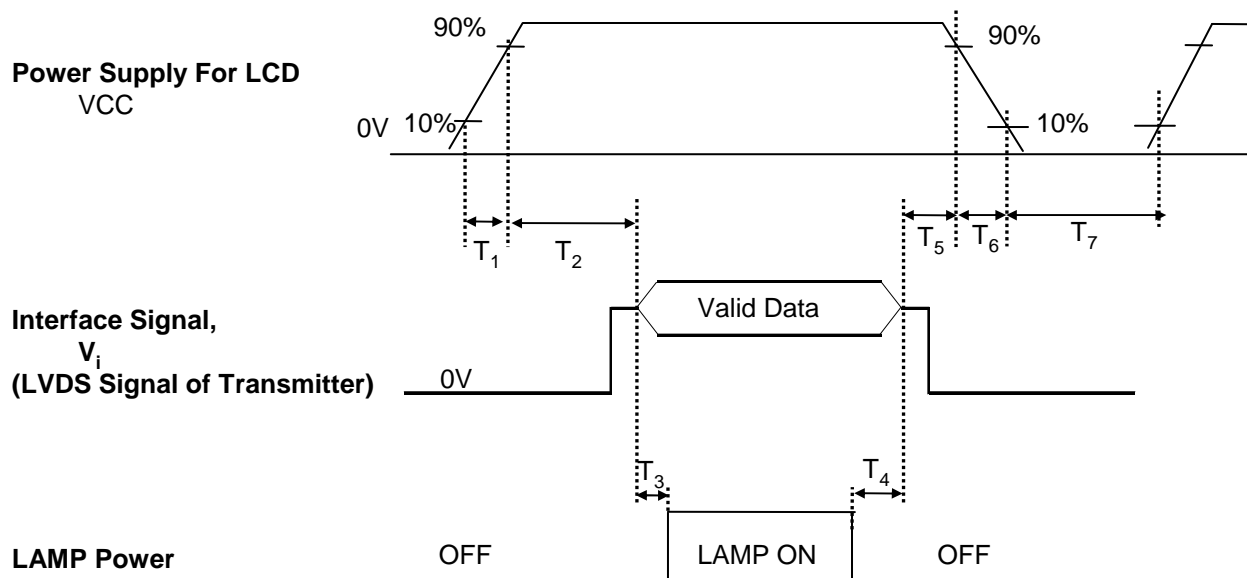 90%
90%
Power Supply For LCD
VCC
0V
10%
10%
T1
T2
T5
T6
T7
Valid Data
Interface Signal,
Vi
(LVDS Signal of Transmitter)
0V
T3
T4
LAMP Power
OFF
LAMP ON
OFF